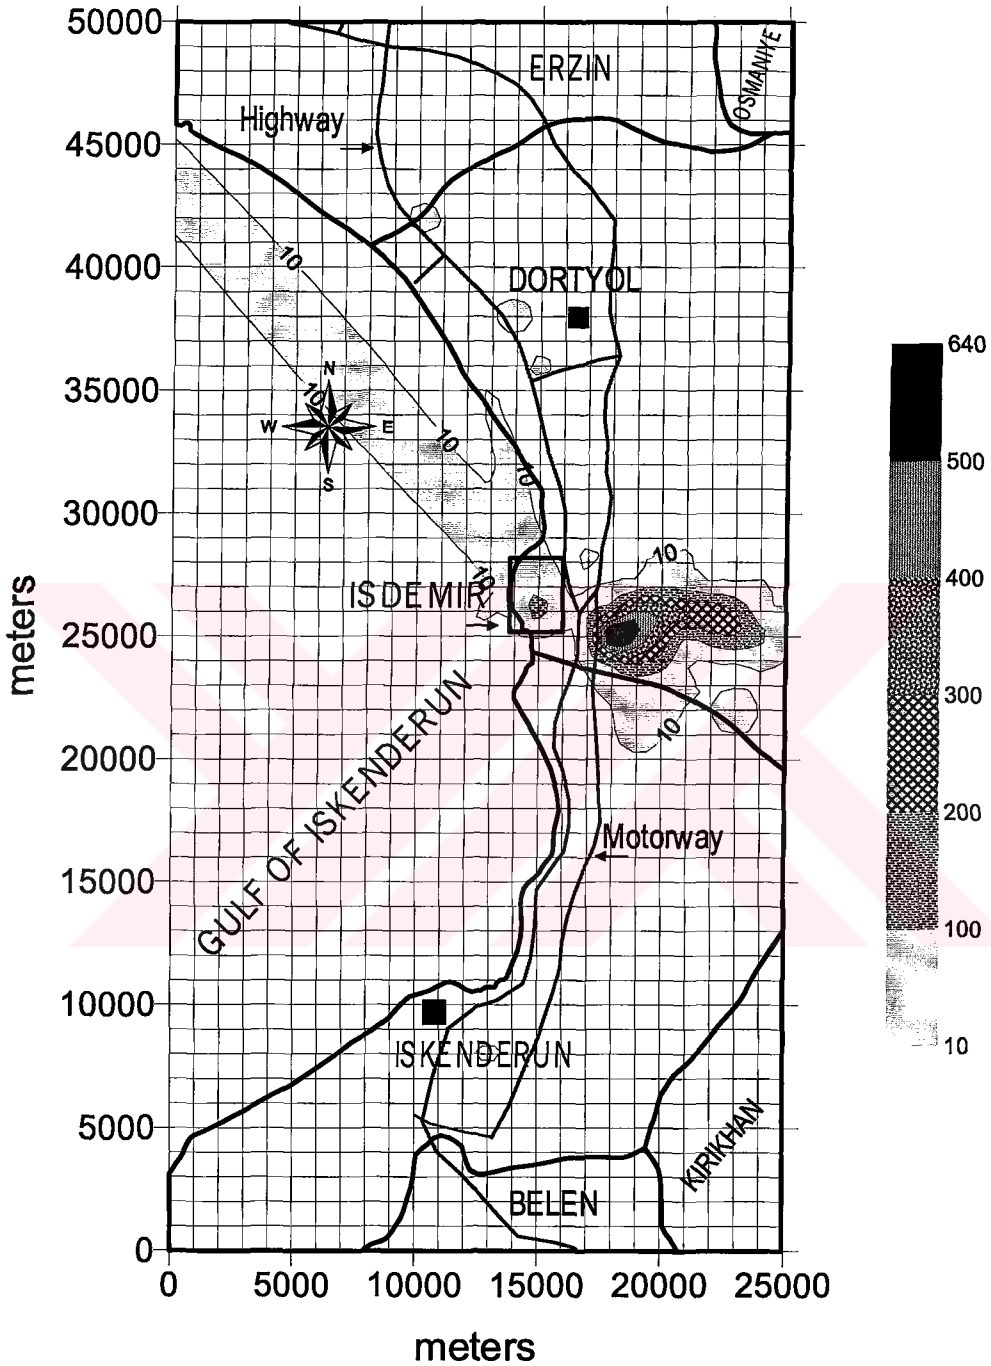 50000
ERZIN
OSMANIYE
Highway
45000
10
40000
DORTYOL
640
N
35000
10
W
E
10
500
S
10
30000
400
10
10
ISDEMIR
meters
25000
300
10
GULF OF ISKENDERUN
20000
200
Motorway
15000
100
10000
10
ISKENDERUN
5000
KIRIKHAN
BELEN
0
0
5000
10000
15000
20000
25000
meters